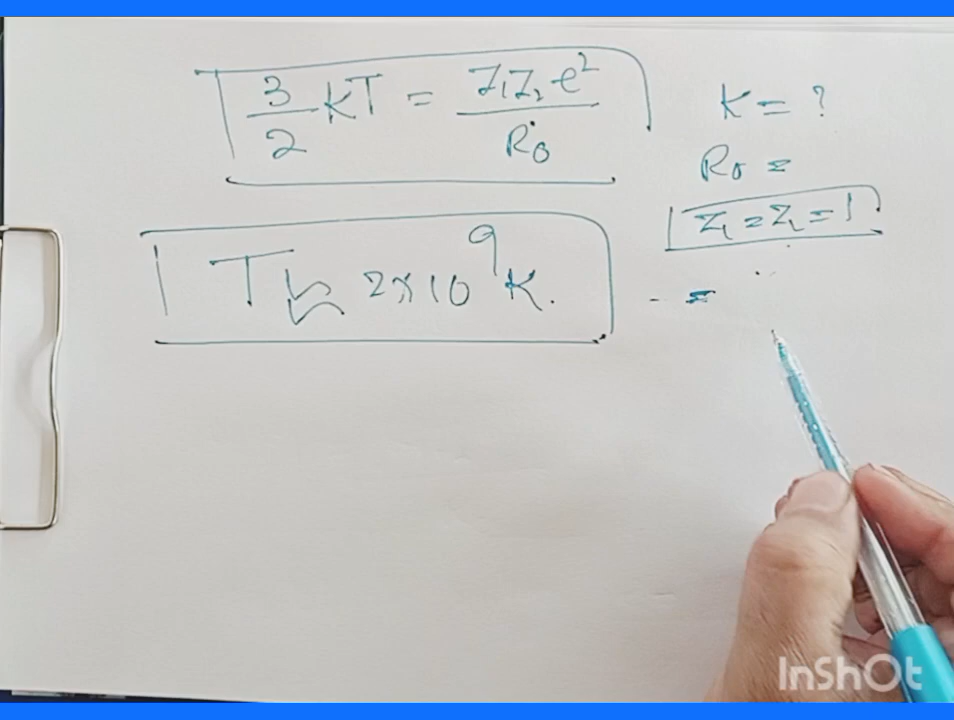 3/2 KT = Z₁Z₂e²/R₀
K = ?
R₀ =
Z₁ = Z₂ = 1
T ≈ 2×10⁹ K.
=
InShOt